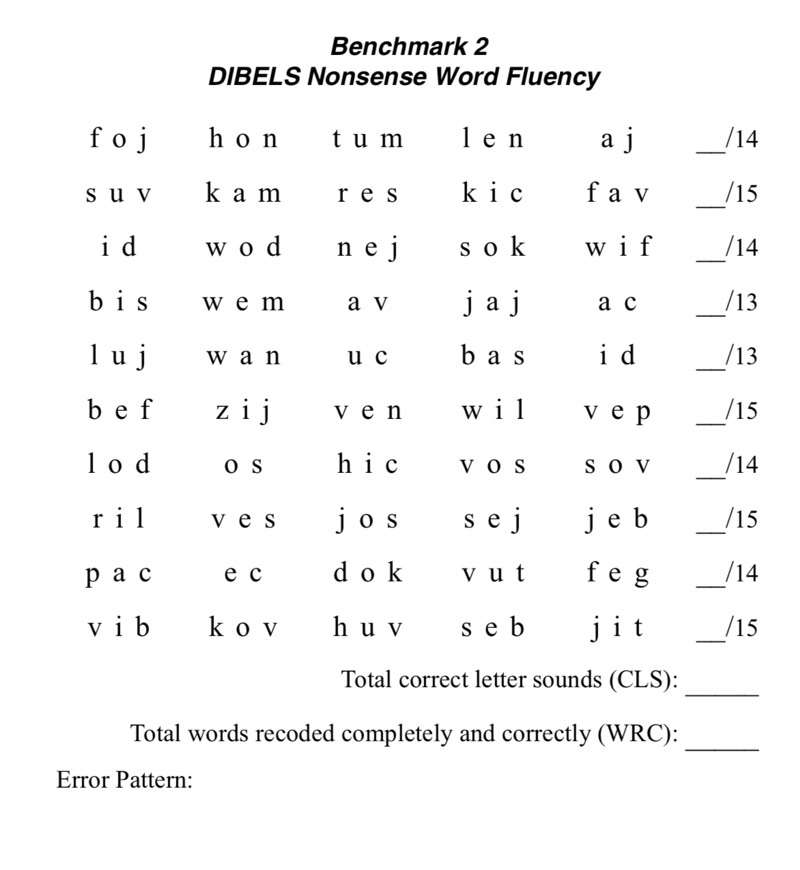 Benchmark 2
DIBELS Nonsense Word Fluency
f o j h o n t u m l e n a j __/14
s u v k a m r e s k i c f a v __/15
i d w o d n e j s o k w i f __/14
b i s w e m a v j a j a c __/13
l u j w a n u c b a s i d __/13
b e f z i j v e n w i l v e p __/15
l o d o s h i c v o s s o v __/14
r i l v e s j o s s e j j e b __/15
p a c e c d o k v u t f e g __/14
v i b k o v h u v s e b j i t __/15
Total correct letter sounds (CLS): ______
Total words recoded completely and correctly (WRC): ______
Error Pattern: